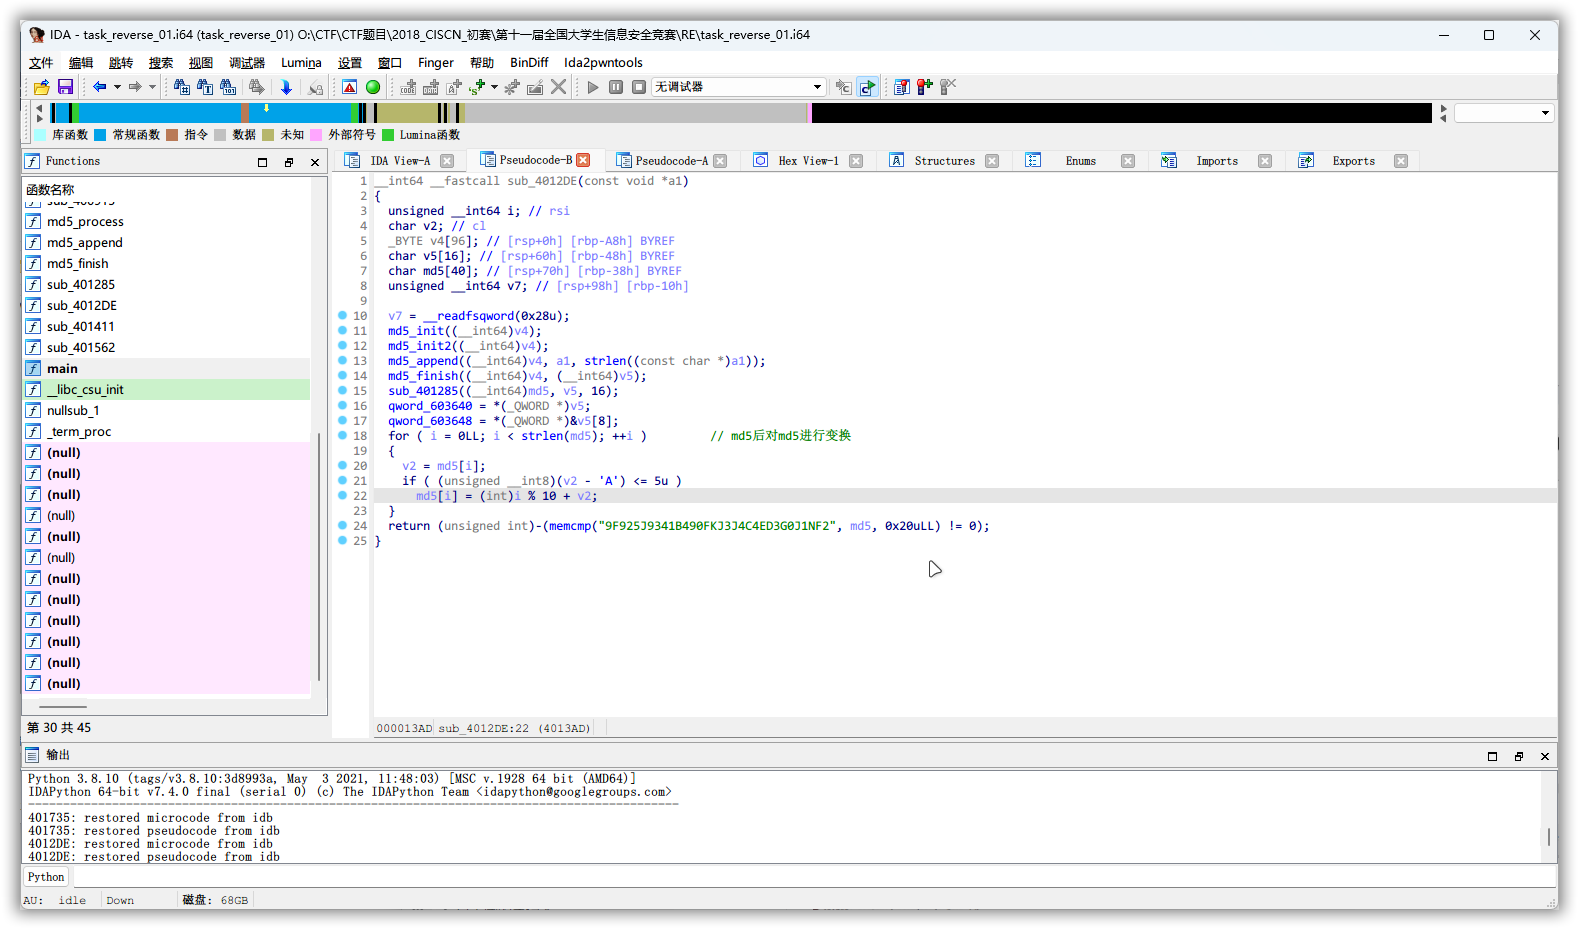 IDA - task_reverse_01.i64 (task_reverse_01) O:\CTF\CTF题目\2018_CISCN_初赛\第十一届全国大学生信息安全竞赛\RE\task_reverse_01.i64
文件 编辑 跳转 搜索 视图 调试器 Lumina 设置 窗口 Finger 帮助 BinDiff Ida2pwntools
无调试器
库函数 常规函数 指令 数据 未知 外部符号 Lumina函数
Functions
IDA View-A Pseudocode-B Pseudocode-A Hex View-1 Structures Enums Imports Exports
函数名称
md5_process
md5_append
md5_finish
sub_401285
sub_4012DE
sub_401411
sub_401562
main
__libc_csu_init
nullsub_1
_term_proc
(null)
(null)
(null)
(null)
(null)
(null)
(null)
(null)
(null)
(null)
(null)
(null)
第 30 共 45
1 __int64 __fastcall sub_4012DE(const void *a1)
2 {
3 unsigned __int64 i; // rsi
4 char v2; // cl
5 _BYTE v4[96]; // [rsp+0h] [rbp-A8h] BYREF
6 char v5[16]; // [rsp+60h] [rbp-48h] BYREF
7 char md5[40]; // [rsp+70h] [rbp-38h] BYREF
8 unsigned __int64 v7; // [rsp+98h] [rbp-10h]
9
10 v7 = __readfsqword(0x28u);
11 md5_init((__int64)v4);
12 md5_init2((__int64)v4);
13 md5_append((__int64)v4, a1, strlen((const char *)a1));
14 md5_finish((__int64)v4, (__int64)v5);
15 sub_401285((__int64)md5, v5, 16);
16 qword_603640 = *(_QWORD *)v5;
17 qword_603648 = *(_QWORD *)&v5[8];
18 for ( i = 0LL; i < strlen(md5); ++i ) // md5后对md5进行变换
19 {
20 v2 = md5[i];
21 if ( (unsigned __int8)(v2 - 'A') <= 5u )
22 md5[i] = (int)i % 10 + v2;
23 }
24 return (unsigned int)-(memcmp("9F925J9341B490FKJ3J4C4ED3G0J1NF2", md5, 0x20uLL) != 0);
25 }
000013AD sub_4012DE:22 (4013AD)
输出
Python 3.8.10 (tags/v3.8.10:3d8993a, May  3 2021, 11:48:03) [MSC v.1928 64 bit (AMD64)]
IDAPython 64-bit v7.4.0 final (serial 0) (c) The IDAPython Team <idapython@googlegroups.com>
401735: restored microcode from idb
401735: restored pseudocode from idb
4012DE: restored microcode from idb
4012DE: restored pseudocode from idb
Python
AU: idle Down 磁盘: 68GB